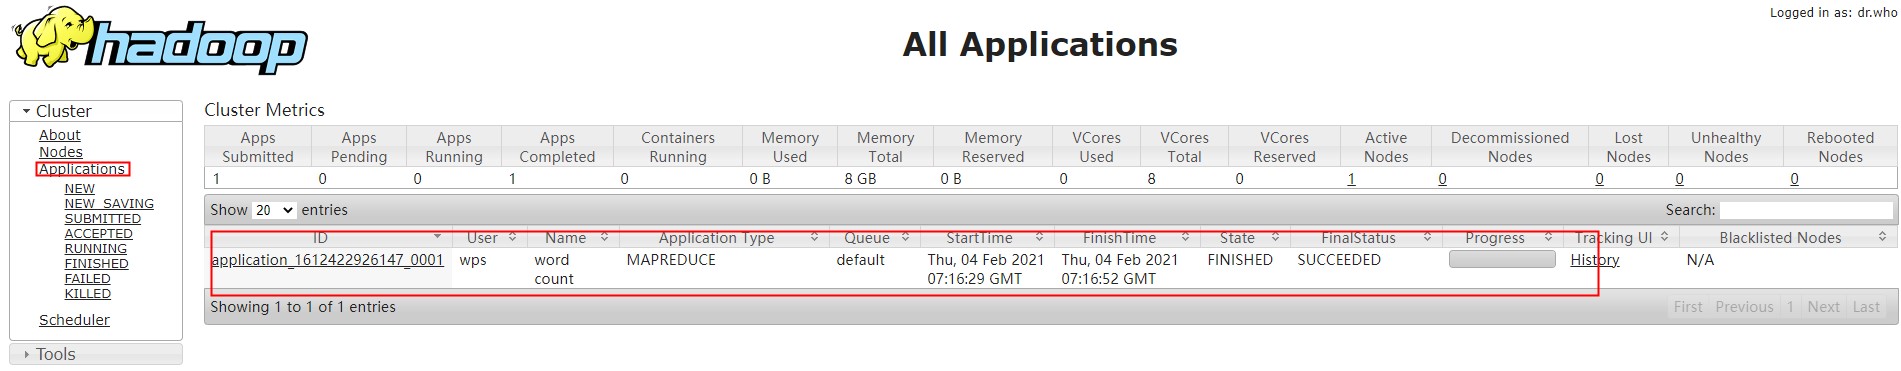 Logged in as: dr.who
hadoop
All Applications
Cluster
About
Nodes
Applications
NEW
NEW_SAVING
SUBMITTED
ACCEPTED
RUNNING
FINISHED
FAILED
KILLED
Scheduler
Tools
Cluster Metrics
Apps Submitted Apps Pending Apps Running Apps Completed Containers Running Memory Used Memory Total Memory Reserved VCores Used VCores Total VCores Reserved Active Nodes Decommissioned Nodes Lost Nodes Unhealthy Nodes Rebooted Nodes
1 0 0 1 0 0 B 8 GB 0 B 0 8 0 1 0 0 0 0
Show 20 entries Search:
ID User Name Application Type Queue StartTime FinishTime State FinalStatus Progress Tracking UI Blacklisted Nodes
application_1612422926147_0001 wps word count MAPREDUCE default Thu, 04 Feb 2021 07:16:29 GMT Thu, 04 Feb 2021 07:16:52 GMT FINISHED SUCCEEDED History N/A
Showing 1 to 1 of 1 entries First Previous 1 Next Last